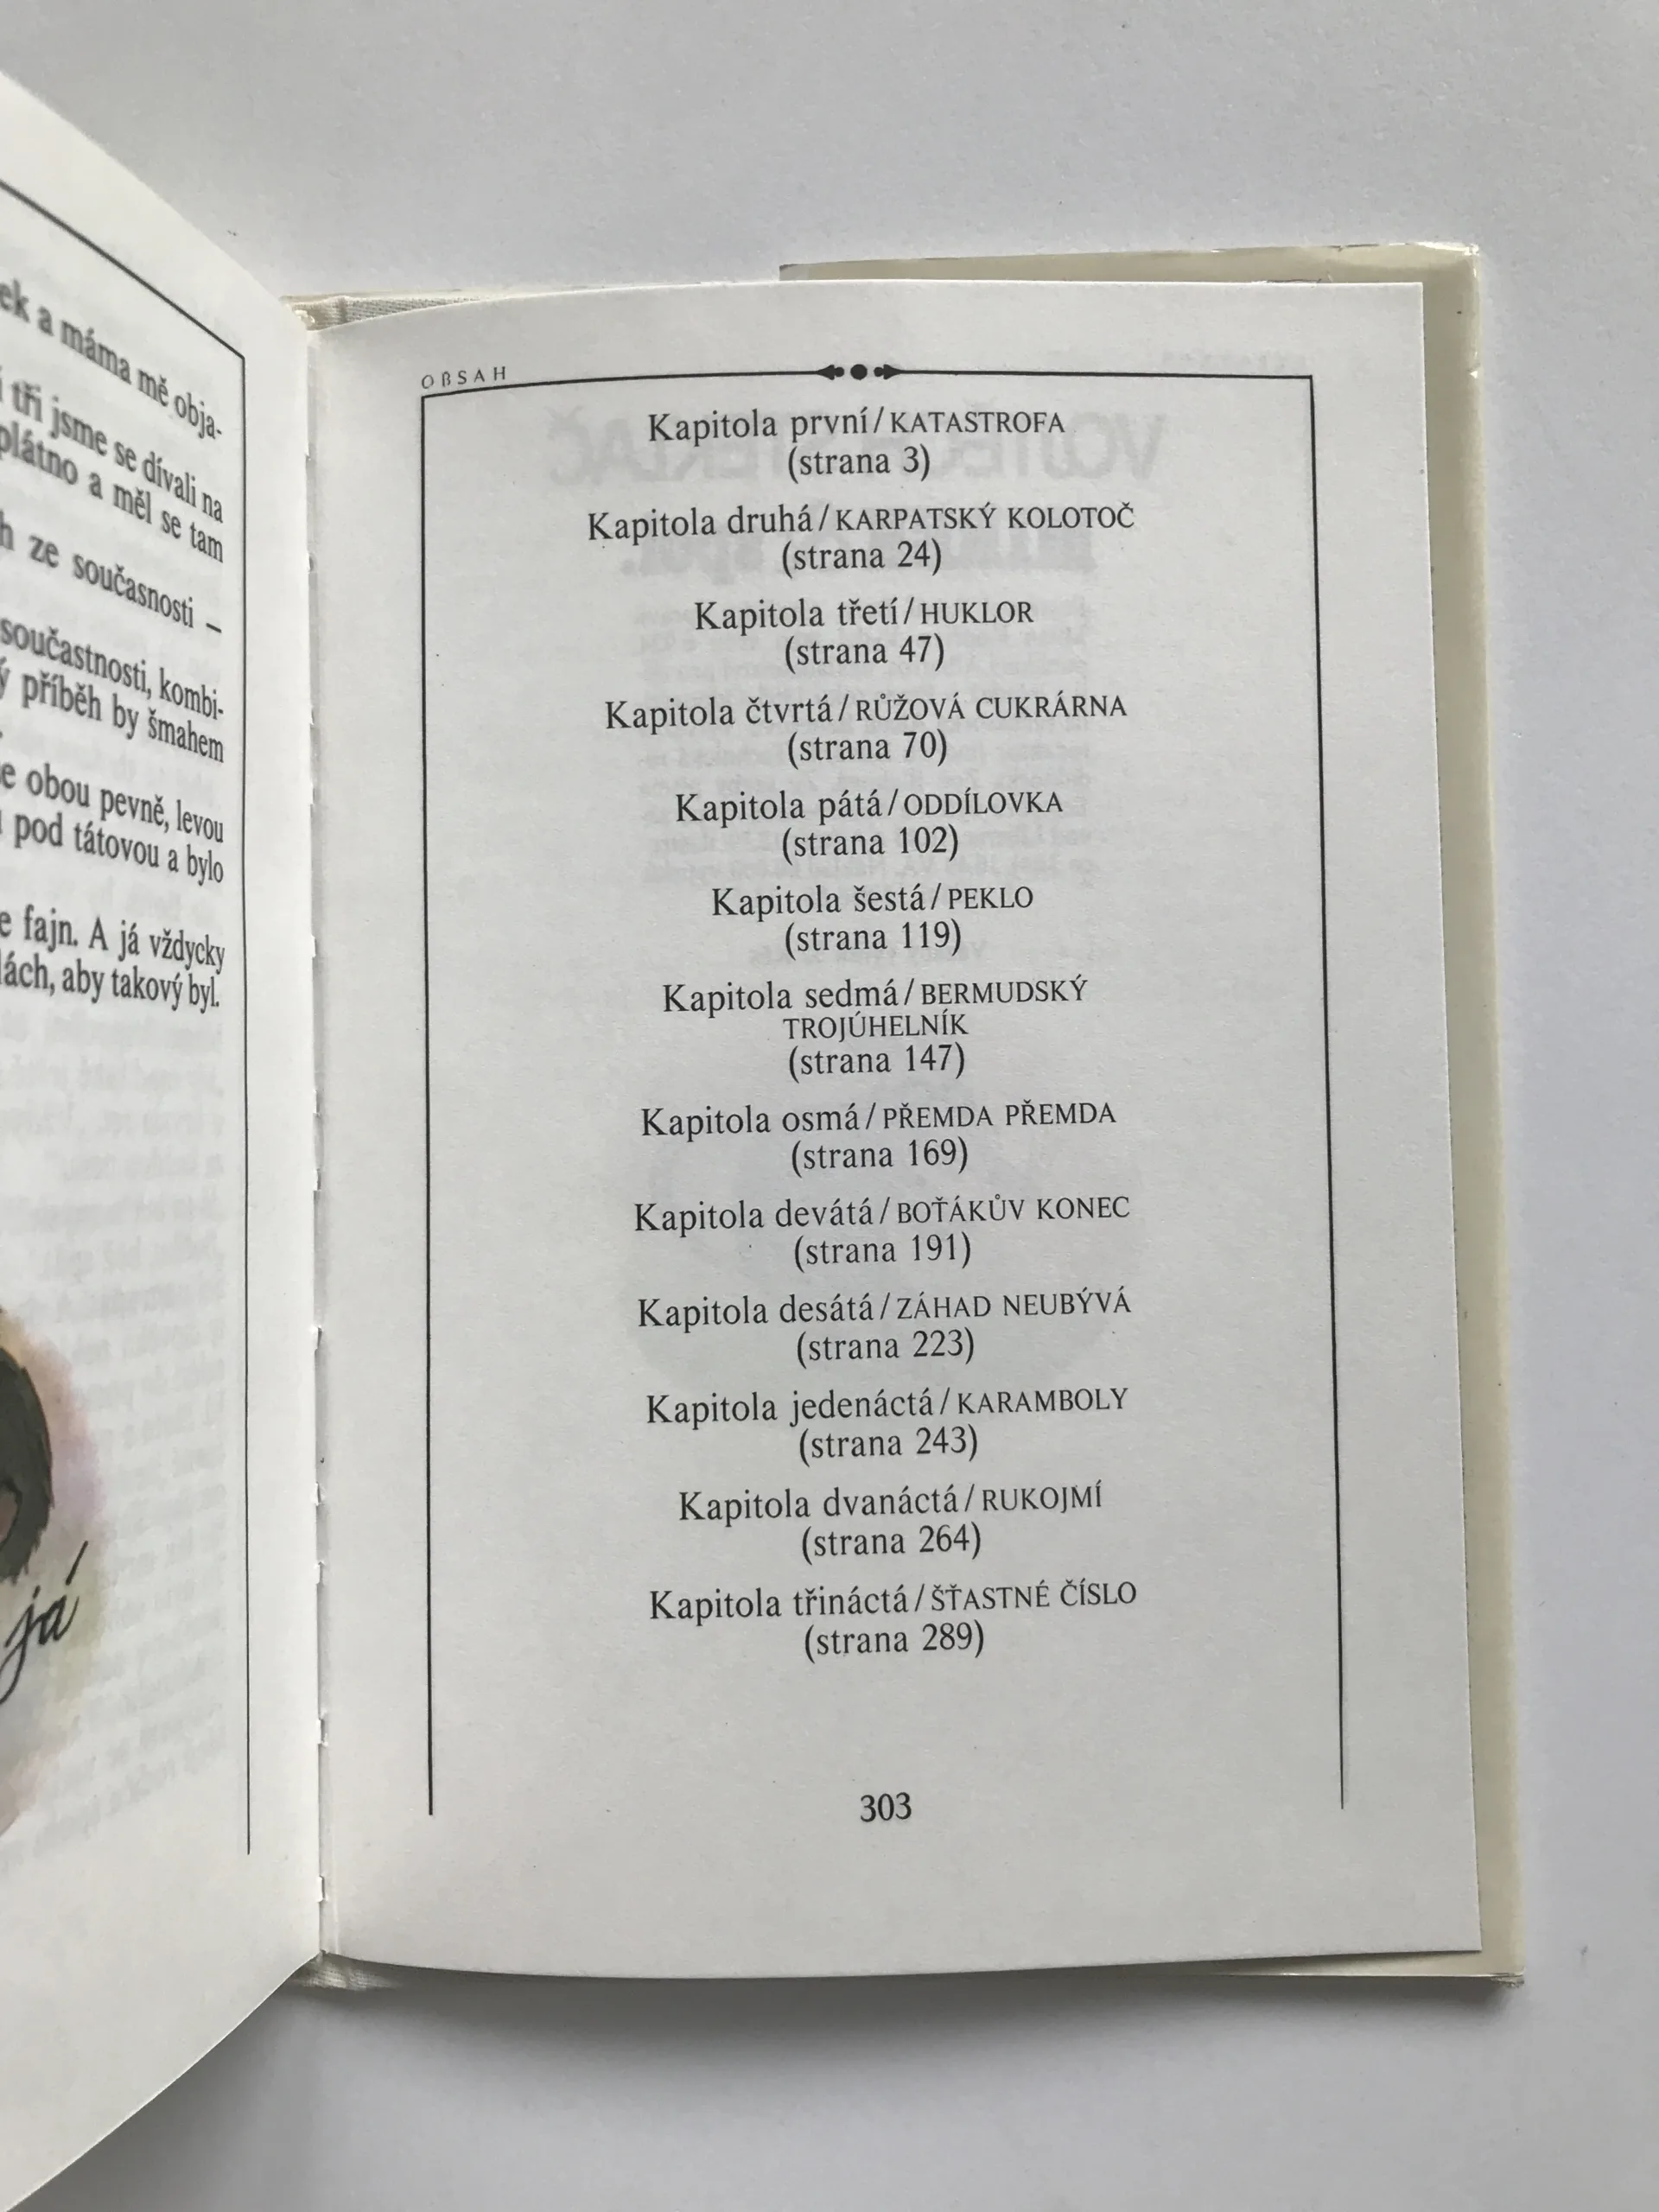 ek a máma mě obja-
tři jsme se dívali na
plátno a měl se tam
h ze současnosti –
součastnosti, kombi-
ý příběh by šmahem
e obou pevně, levou
pod tátovou a bylo
e fajn. A já vždycky
lách, aby takový byl.
já
OBSAH
Kapitola první/KATASTROFA
(strana 3)
Kapitola druhá/KARPATSKÝ KOLOTOČ
(strana 24)
Kapitola třetí/HUKLOR
(strana 47)
Kapitola čtvrtá/RŮŽOVÁ CUKRÁRNA
(strana 70)
Kapitola pátá/ODDÍLOVKA
(strana 102)
Kapitola šestá/PEKLO
(strana 119)
Kapitola sedmá/BERMUDSKÝ
TROJÚHELNÍK
(strana 147)
Kapitola osmá/PŘEMDA PŘEMDA
(strana 169)
Kapitola devátá/BOŤÁKŮV KONEC
(strana 191)
Kapitola desátá/ZÁHAD NEUBÝVÁ
(strana 223)
Kapitola jedenáctá/KARAMBOLY
(strana 243)
Kapitola dvanáctá/RUKOJMÍ
(strana 264)
Kapitola třináctá/ŠŤASTNÉ ČÍSLO
(strana 289)
303